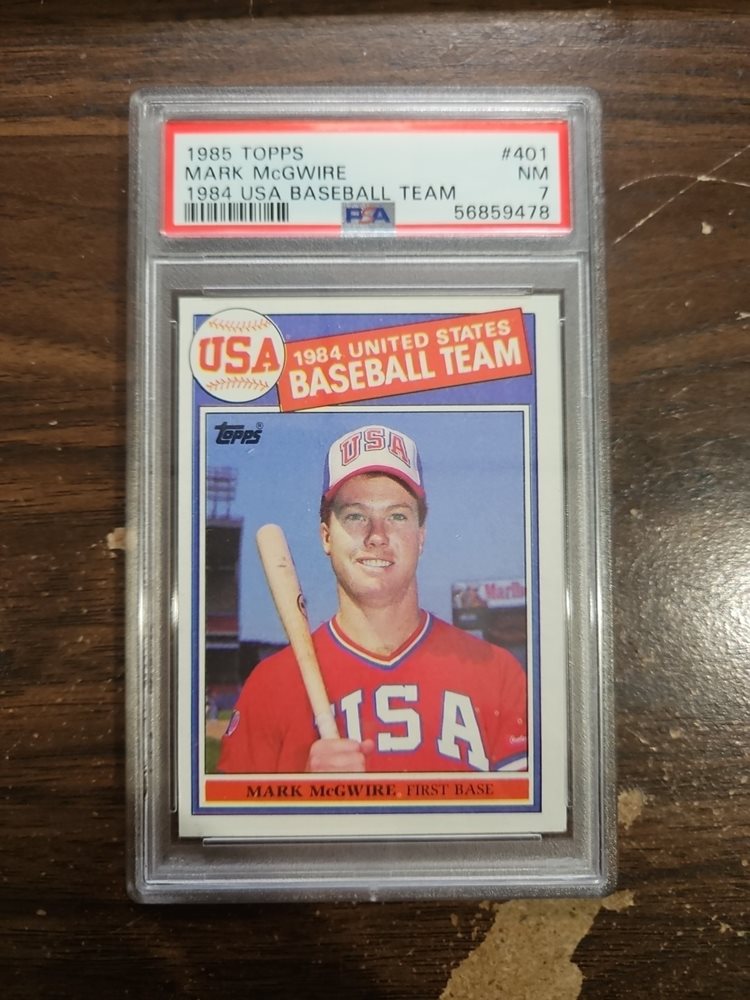 1985 TOPPS #401
MARK McGWIRE NM
1984 USA BASEBALL TEAM 7
PSA 56859478
USA
1984 UNITED STATES
BASEBALL TEAM
TOPPS®
USA
USA
MARK McGWIRE FIRST BASE